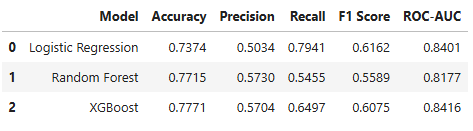 Model Accuracy Precision Recall F1 Score ROC-AUC
0 Logistic Regression 0.7374 0.5034 0.7941 0.6162 0.8401
1 Random Forest 0.7715 0.5730 0.5455 0.5589 0.8177
2 XGBoost 0.7771 0.5704 0.6497 0.6075 0.8416